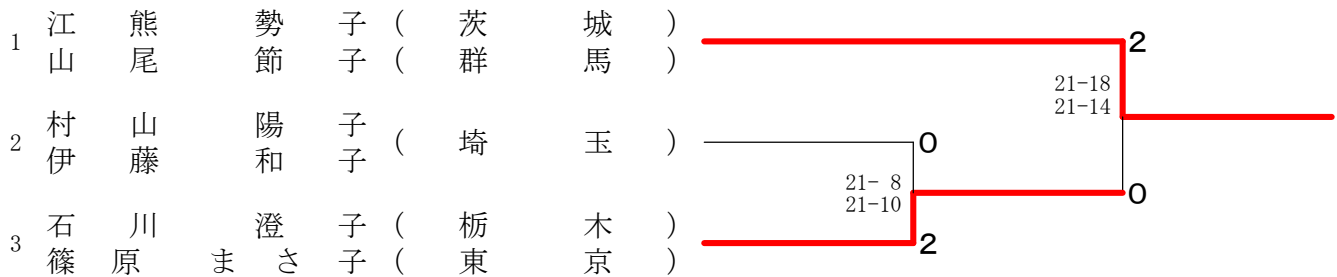 1 江熊勢子(茨城)
山尾節子(群馬)
2
21-18
21-14
2 村山陽子
伊藤和子
(埼玉)
0
21- 8
21-10
0
3 石川澄子(栃木)
篠原まさ子(東京)
2